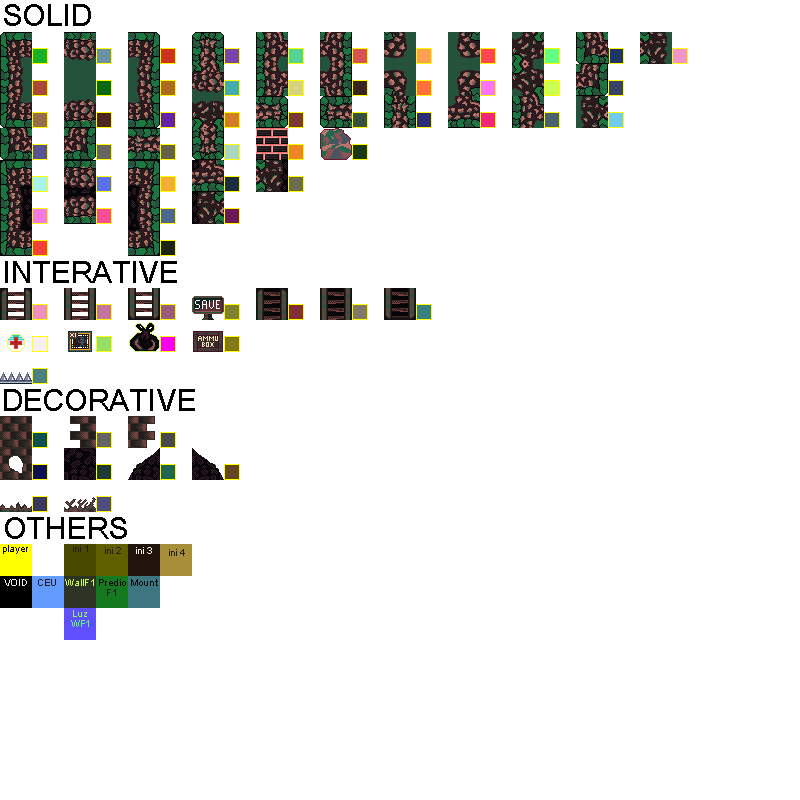 SOLID
INTERATIVE
SAVE
AMMU
BOX
DECORATIVE
OTHERS
player
ini 1
ini 2
ini 3
ini 4
VOID
CEU
WallF1
Predio
F1
Mount
Luz
WF1